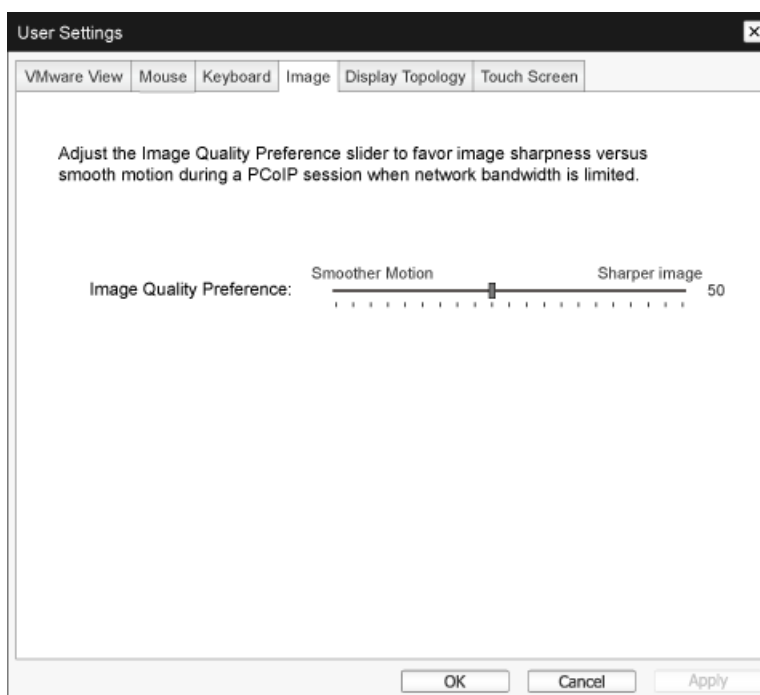 User Settings
VMware View Mouse Keyboard Image Display Topology Touch Screen
Adjust the Image Quality Preference slider to favor image sharpness versus
smooth motion during a PCoIP session when network bandwidth is limited.
Smoother Motion Sharper image
Image Quality Preference: 50
OK Cancel Apply